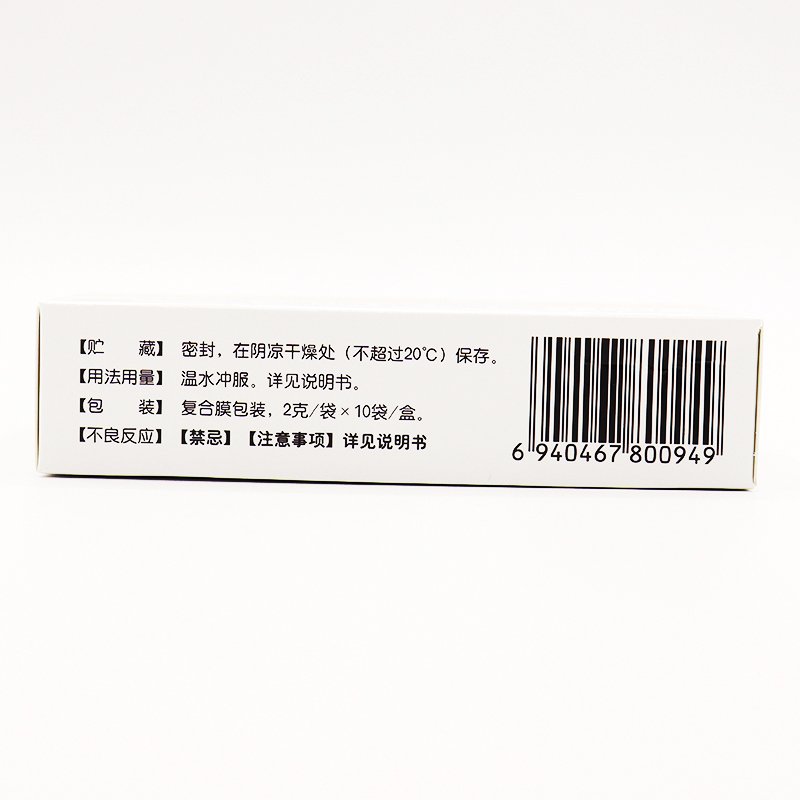 【贮 藏】 密封，在阴凉干燥处（不超过20℃）保存。
【用法用量】 温水冲服。详见说明书。
【包 装】 复合膜包装，2克/袋×10袋/盒。
【不良反应】【禁忌】【注意事项】详见说明书
6 940467 800949